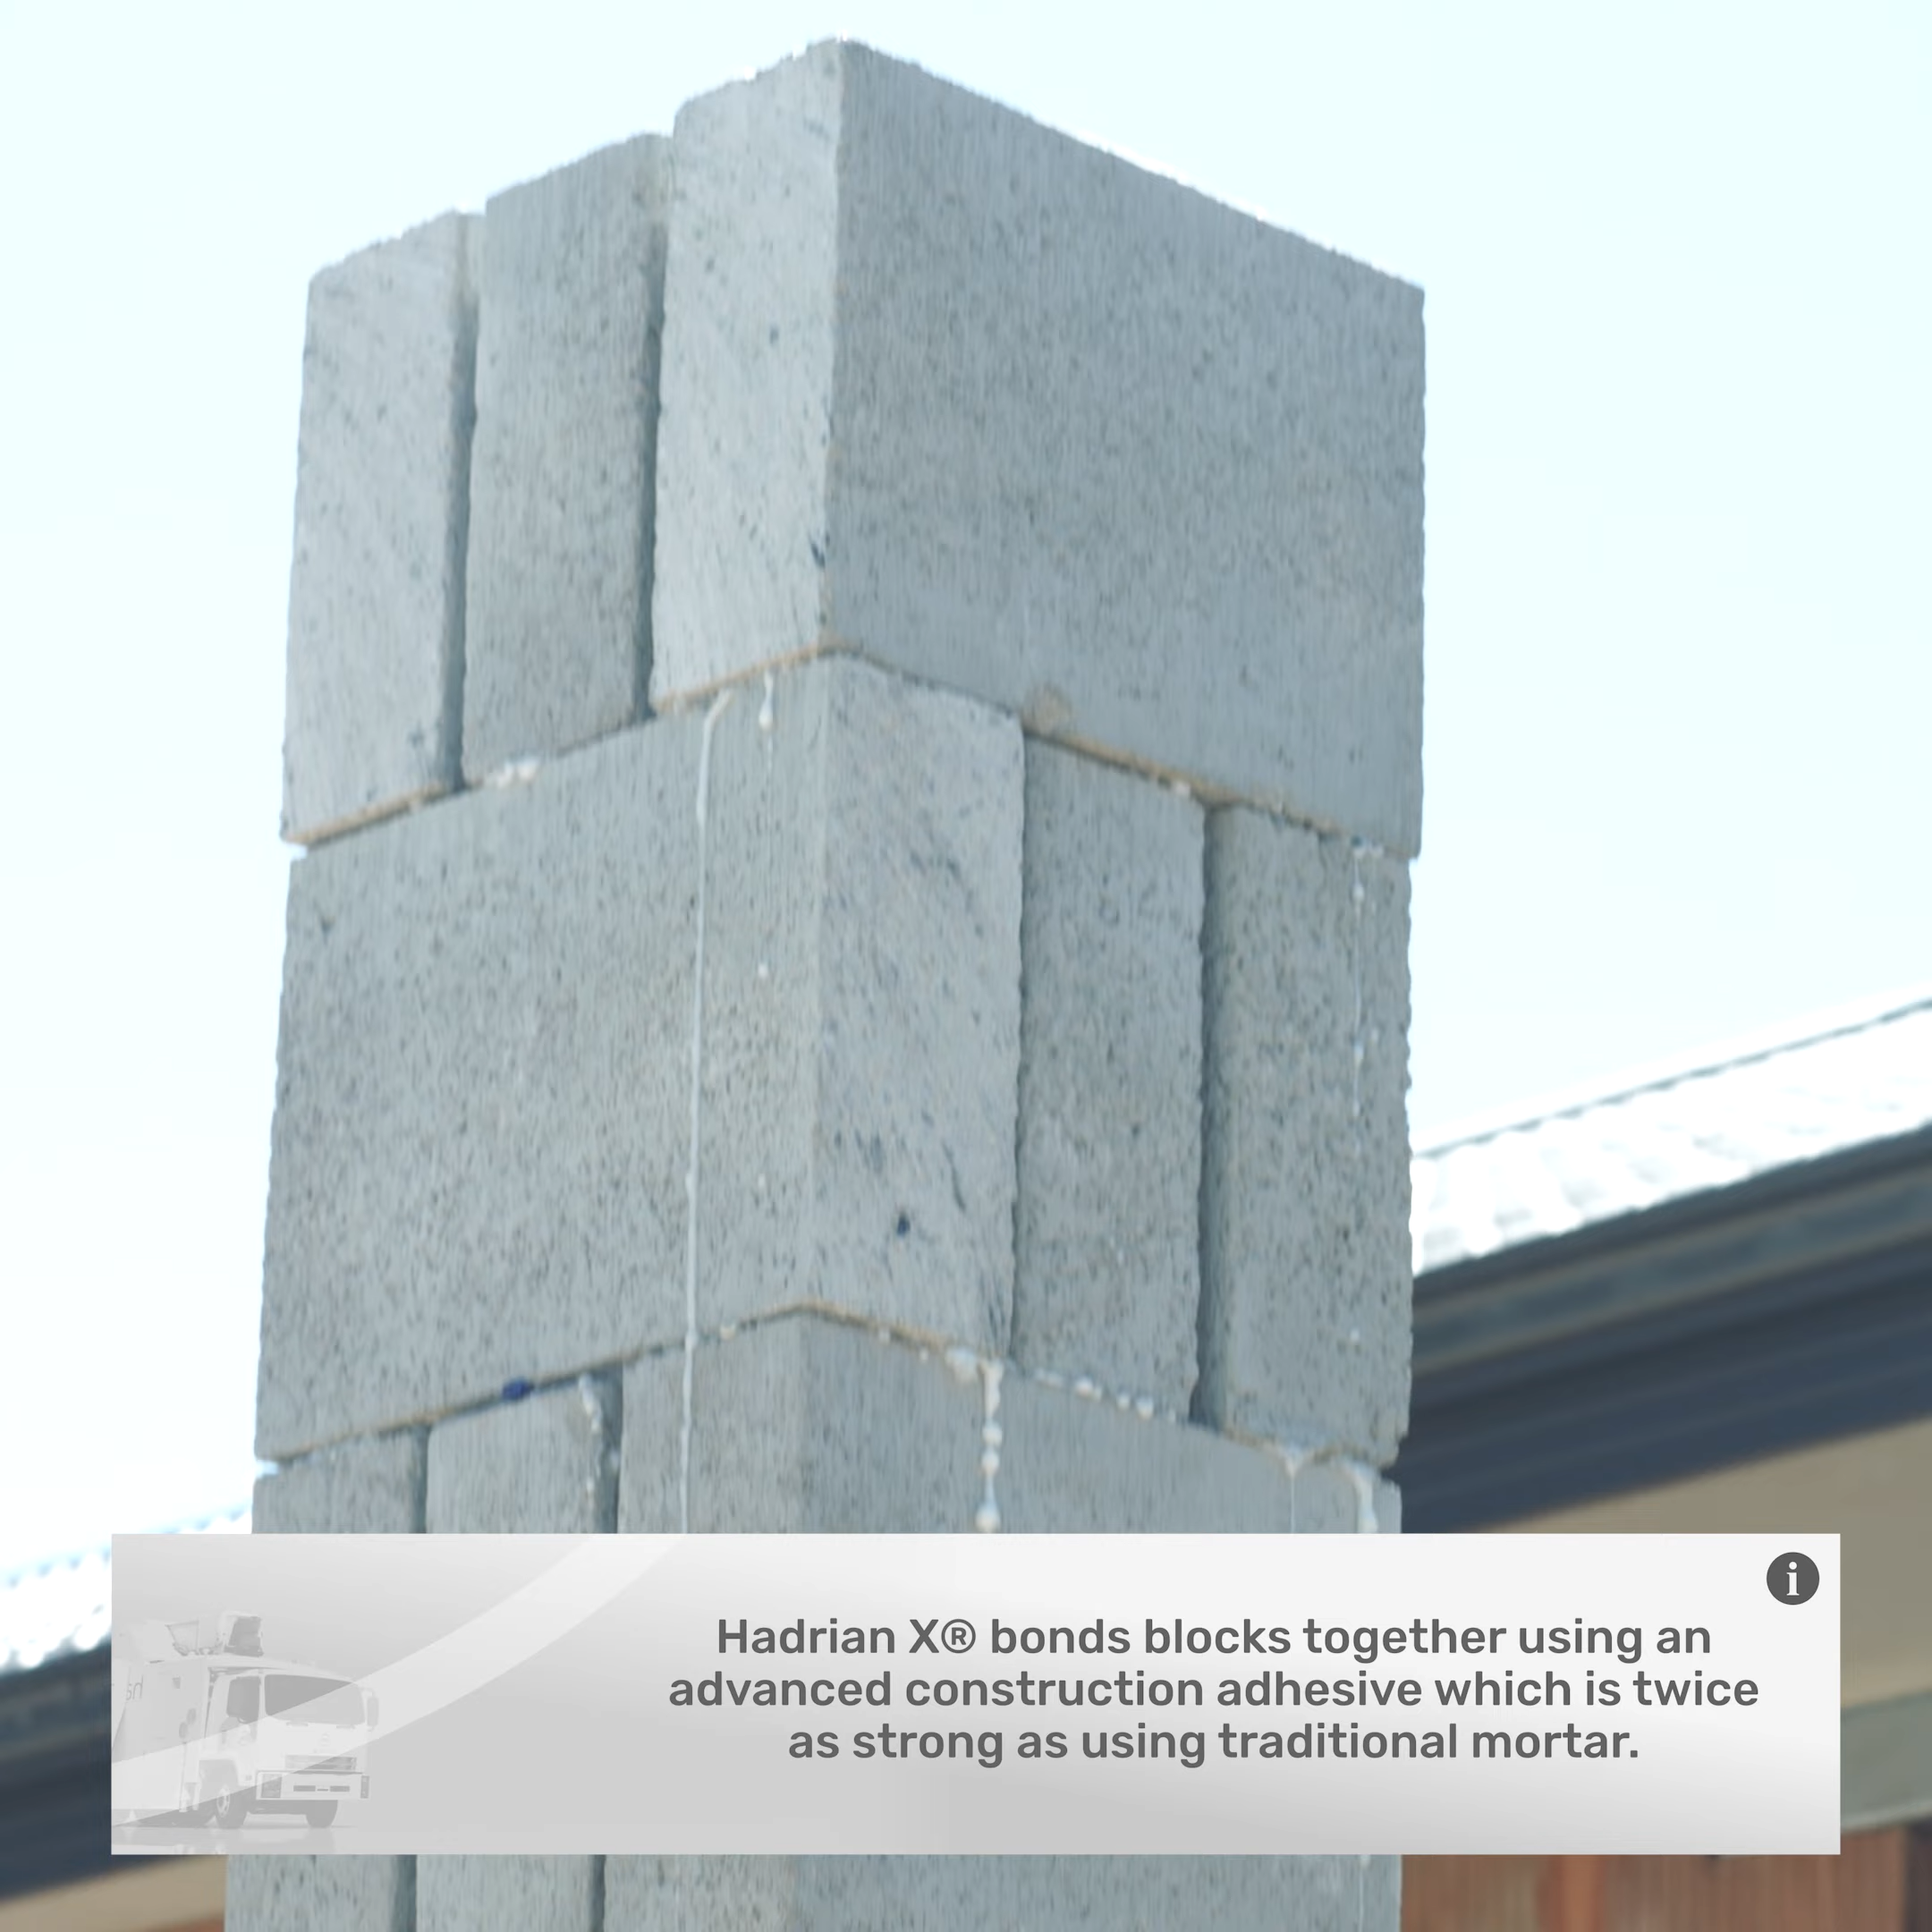 Hadrian X® bonds blocks together using an
advanced construction adhesive which is twice
as strong as using traditional mortar.